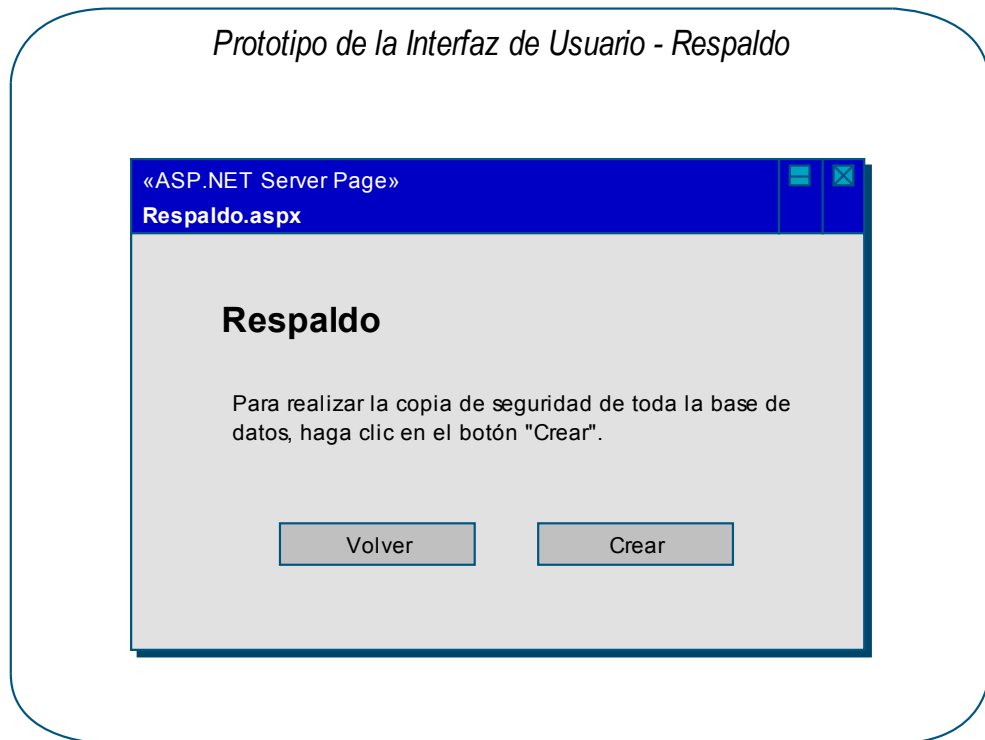 Prototipo de la Interfaz de Usuario - Respaldo
«ASP.NET Server Page»
Respaldo.aspx
Respaldo
Para realizar la copia de seguridad de toda la base de
datos, haga clic en el botón "Crear".
Volver
Crear